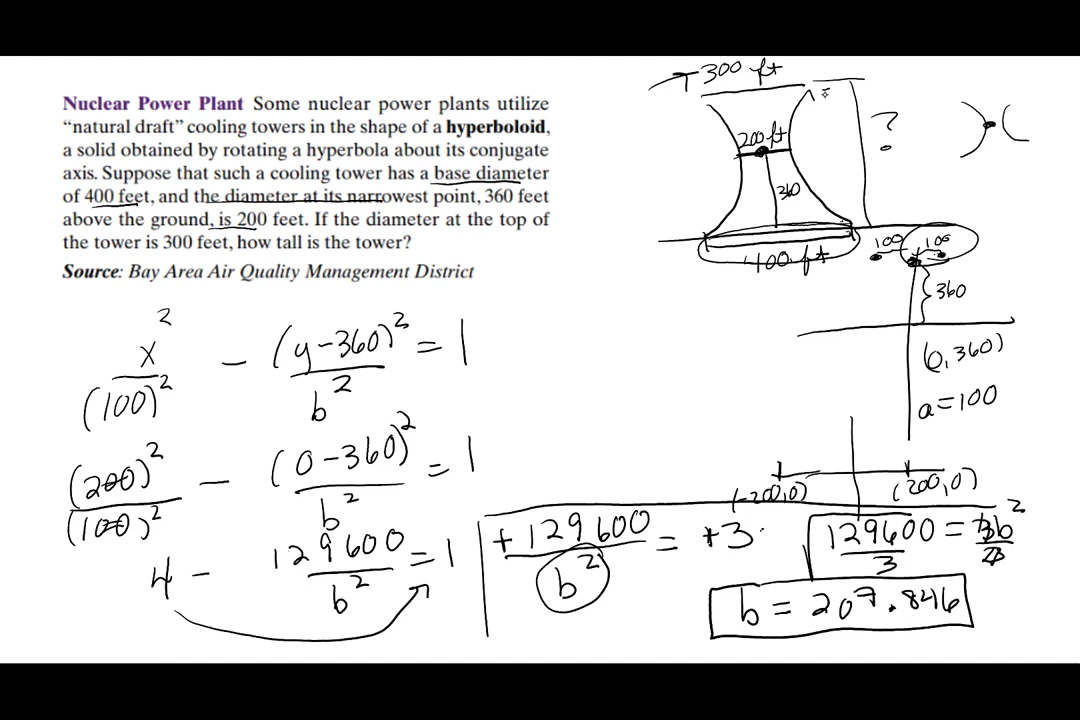 Nuclear Power Plant Some nuclear power plants utilize
“natural draft” cooling towers in the shape of a hyperboloid,
a solid obtained by rotating a hyperbola about its conjugate
axis. Suppose that such a cooling tower has a base diameter
of 400 feet, and the diameter at its narrowest point, 360 feet
above the ground, is 200 feet. If the diameter at the top of
the tower is 300 feet, how tall is the tower?
Source: Bay Area Air Quality Management District
300 ft
200 ft
?
360
400 ft
100 100
360
(0, 360)
a = 100
(-200, 0) (200, 0)
x^2/(100)^2 - (y-360)^2/b^2 = 1
(200)^2/(100)^2 - (0-360)^2/b^2 = 1
4 - 129600/b^2 = 1
+129600/b^2 = +3
129600/3 = 3b^2/3
b = 207.846